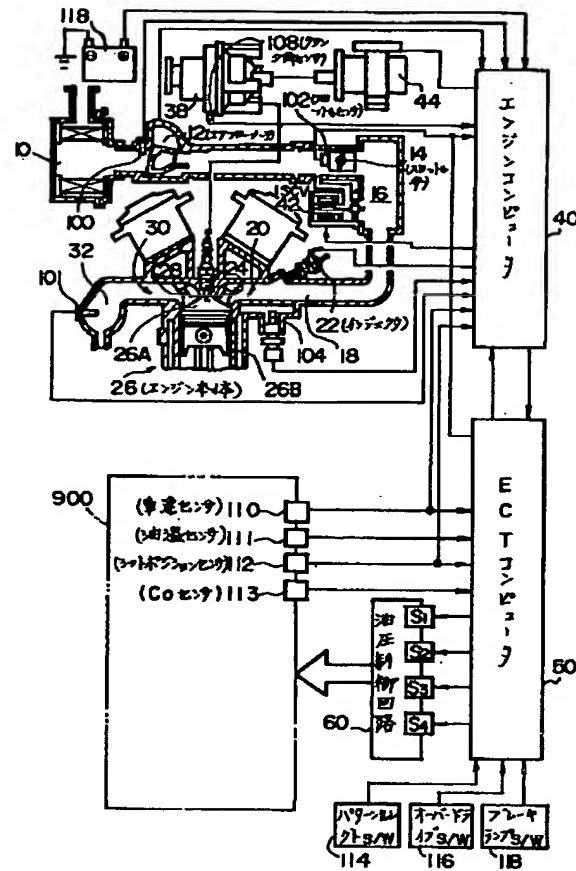 118
108(クランク角センサ)
38
44
102(スロットルセンサ)
12(エアフローメータ)
10
14
(スロットルダ)
100
16
ISCV
42
エンジンコンピュータ
40
30
20
32
28
24
101
22(インジェクタ)
18
26A
104
26B
26(エンジン本体)
900
(車速センサ)110
(油温センサ)111
(シフトポジションセンサ)112
(Coセンサ)113
ECTコンピュータ
50
油圧制御回路
S1
S2
S3
S4
60
パターンセレクトS/W
オーバードライブS/W
ブレーキランプS/W
114
116
118